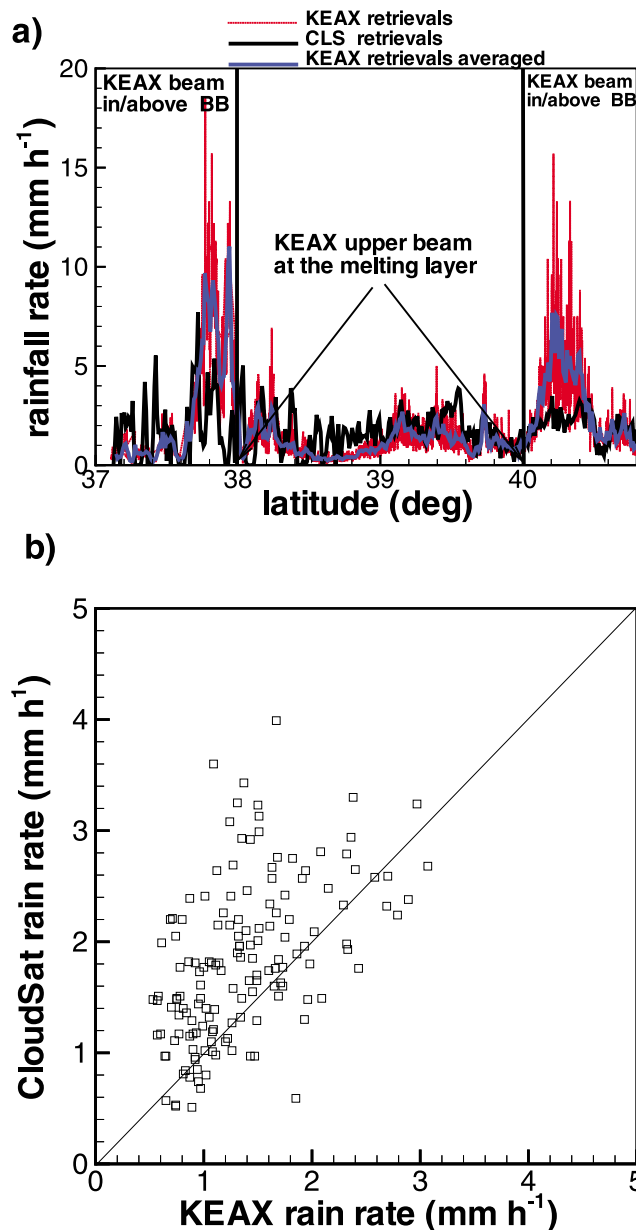 a)
KEAX retrievals
CLS retrievals
KEAX retrievals averaged
KEAX beam
in/above BB
KEAX beam
in/above BB
KEAX upper beam
at the melting layer
rainfall rate (mm h⁻¹)
20
15
10
5
0
37
38
39
40
latitude (deg)
b)
CloudSat rain rate (mm h¹)
5
4
3
2
1
0
0
1
2
3
4
5
KEAX rain rate (mm h⁻¹)